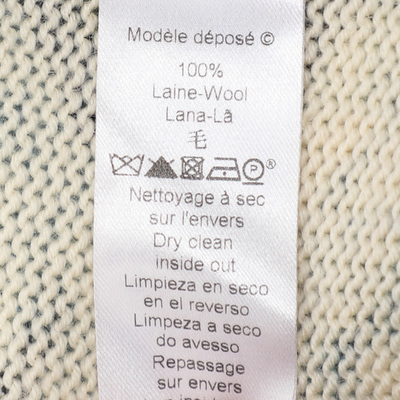 Modèle déposé ©
100%
Laine-Wool
Lana-Lã
毛
P®
Nettoyage à sec
sur l'envers
Dry clean
inside out
Limpieza en seco
en el reverso
Limpeza a seco
do avesso
Repassage
sur envers